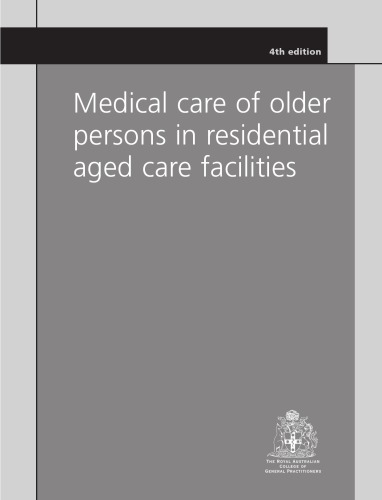 4th edition
Medical care of older
persons in residential
aged care facilities
The Royal Australian
College of
General Practitioners